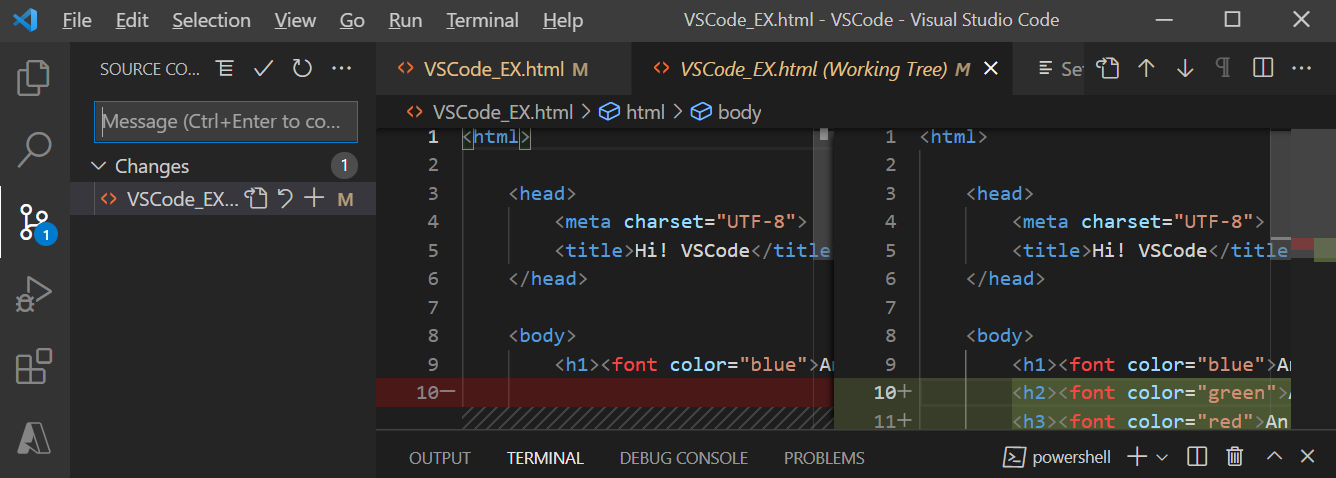 File Edit Selection View Go Run Terminal Help VSCode_EX.html - VSCode - Visual Studio Code
SOURCE CO...
Message (Ctrl+Enter to co...
Changes 1
VSCode_EX... M
1
VSCode_EX.html M
VSCode_EX.html (Working Tree) M
Se
VSCode_EX.html > html > body
1 <html>
2
3 <head>
4 <meta charset="UTF-8">
5 <title>Hi! VSCode</title
6 </head>
7
8 <body>
9 <h1><font color="blue">An
10
1 <html>
2
3 <head>
4 <meta charset="UTF-8">
5 <title>Hi! VSCode</title
6 </head>
7
8 <body>
9 <h1><font color="blue">An
10+ <h2><font color="green">
11+ <h3><font color="red">An
OUTPUT TERMINAL DEBUG CONSOLE PROBLEMS powershell